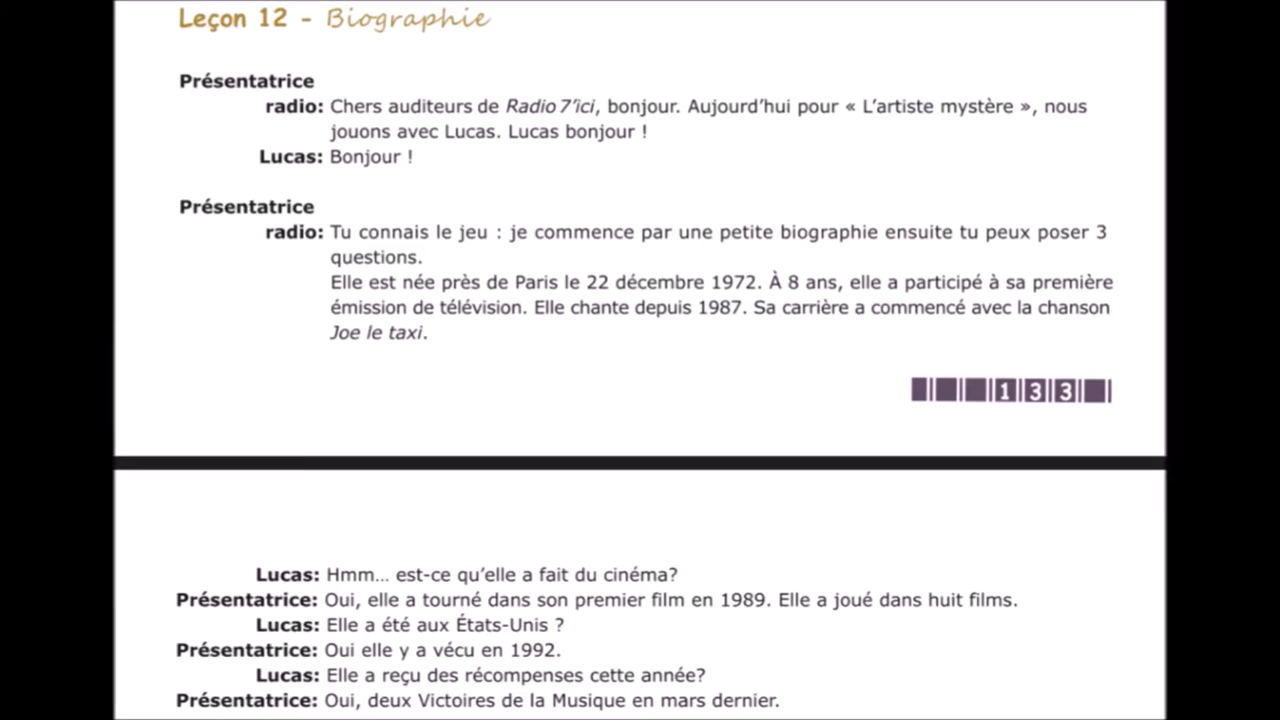 Leçon 12 - Biographie
Présentatrice
radio: Chers auditeurs de Radio 7'ici, bonjour. Aujourd'hui pour « L'artiste mystère », nous
jouons avec Lucas. Lucas bonjour !
Lucas: Bonjour !
Présentatrice
radio: Tu connais le jeu : je commence par une petite biographie ensuite tu peux poser 3
questions.
Elle est née près de Paris le 22 décembre 1972. À 8 ans, elle a participé à sa première
émission de télévision. Elle chante depuis 1987. Sa carrière a commencé avec la chanson
Joe le taxi.
133
Lucas: Hmm… est-ce qu'elle a fait du cinéma?
Présentatrice: Oui, elle a tourné dans son premier film en 1989. Elle a joué dans huit films.
Lucas: Elle a été aux États-Unis ?
Présentatrice: Oui elle y a vécu en 1992.
Lucas: Elle a reçu des récompenses cette année?
Présentatrice: Oui, deux Victoires de la Musique en mars dernier.